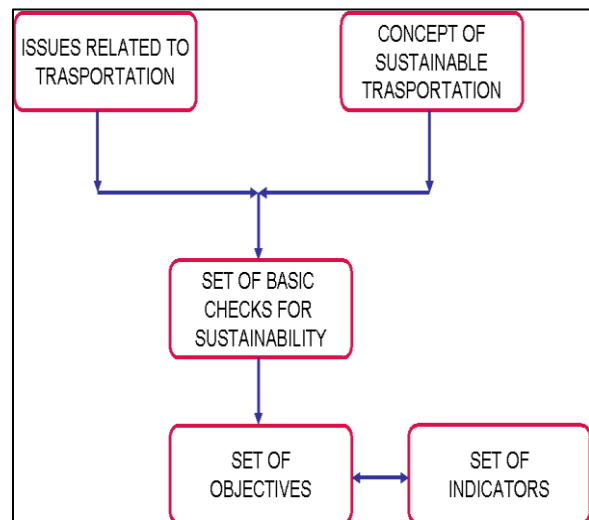 ISSUES RELATED TO
TRASPORTATION
CONCEPT OF
SUSTAINABLE
TRASPORTATION
SET OF BASIC
CHECKS FOR
SUSTAINABILITY
SET OF
OBJECTIVES
SET OF
INDICATORS